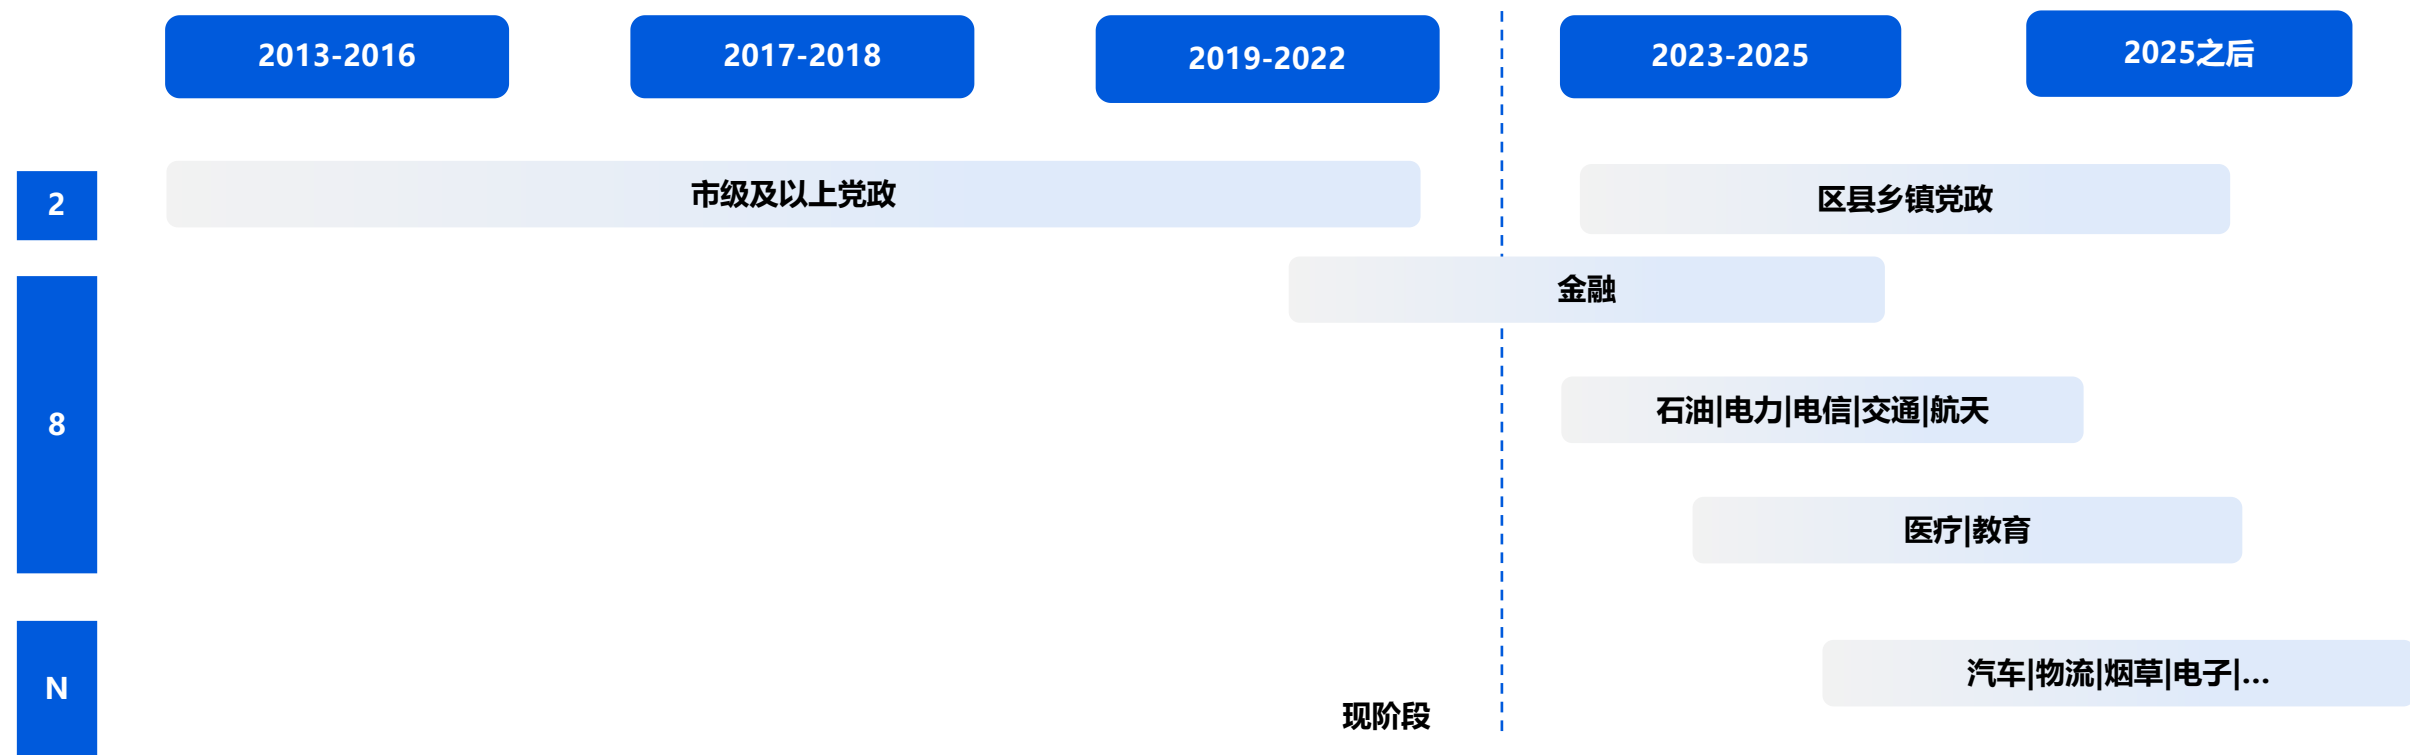 2013-2016
2017-2018
2019-2022
2023-2025
2025之后
2
市级及以上党政
区县乡镇党政
8
金融
石油|电力|电信|交通|航天
医疗|教育
N
汽车|物流|烟草|电子|...
现阶段